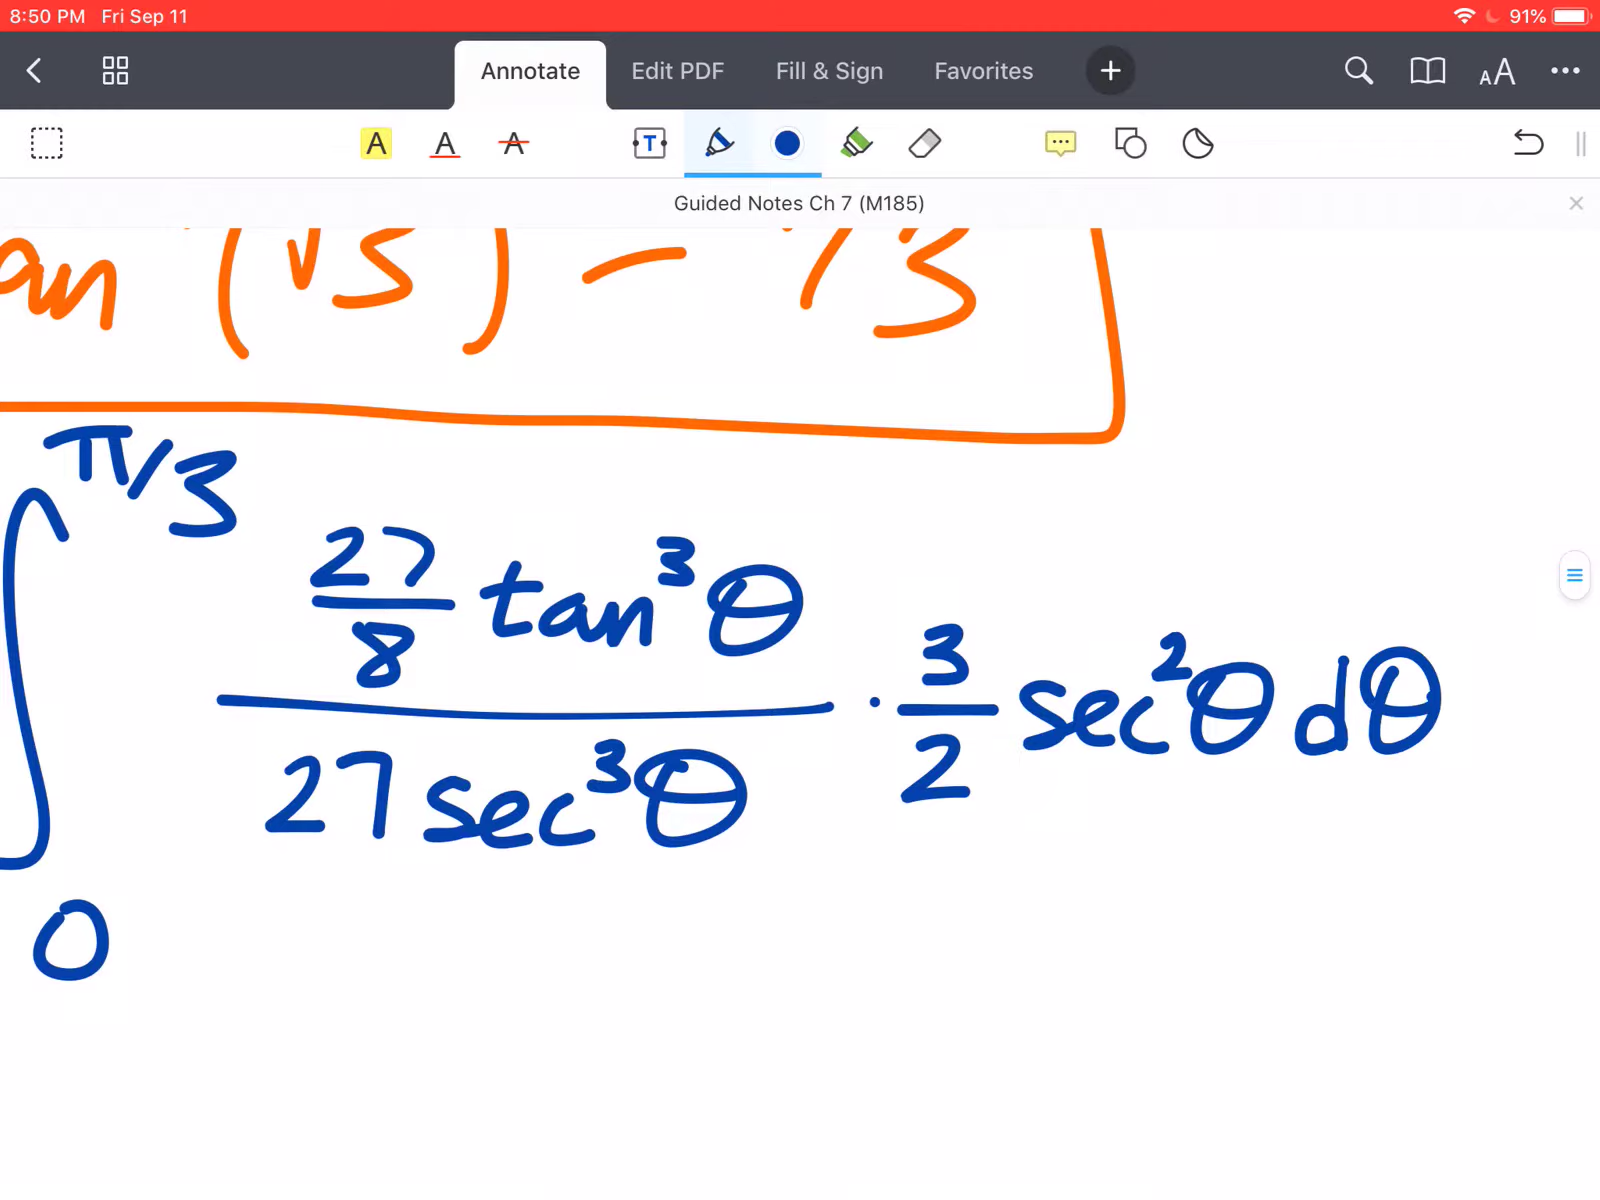 8:50 PM Fri Sep 11 91%
Annotate Edit PDF Fill & Sign Favorites +
A A A T
Guided Notes Ch 7 (M185)
an (√3) − π/3
π/3
∫ 27/8 tan³θ / 27 sec³θ · 3/2 sec²θ dθ
0